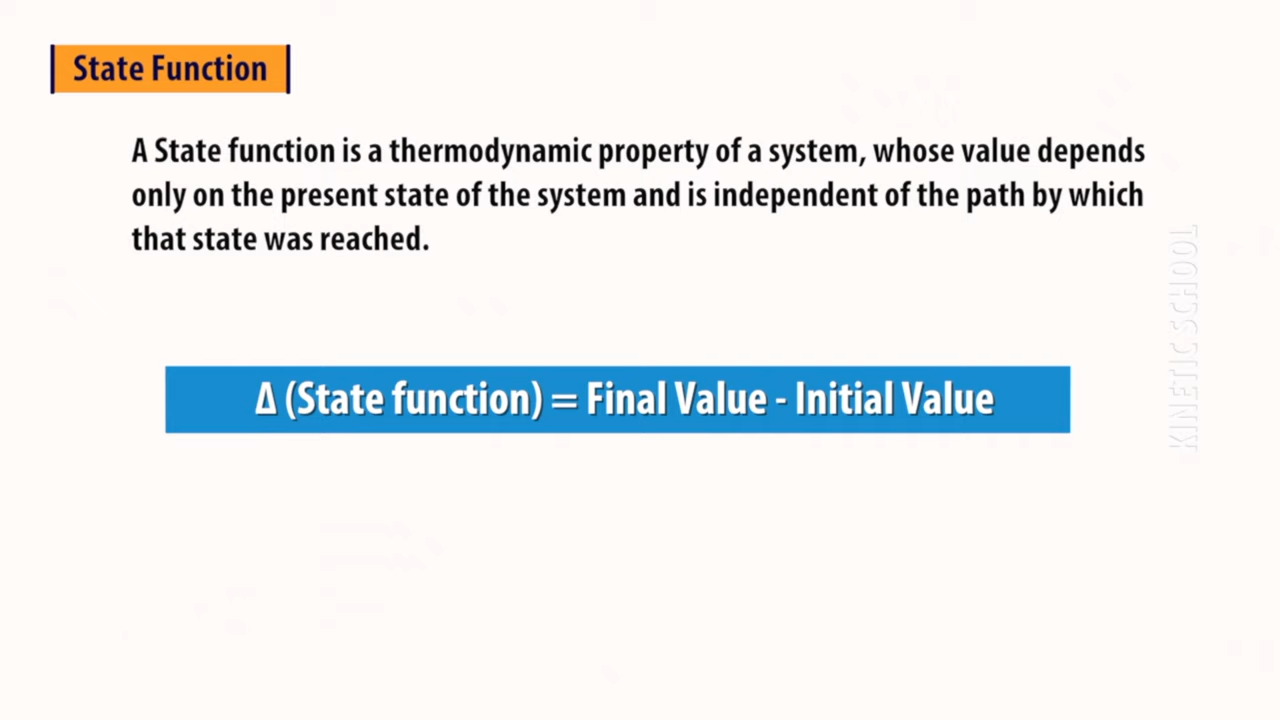 State Function
A State function is a thermodynamic property of a system, whose value depends
only on the present state of the system and is independent of the path by which
that state was reached.
Δ (State function) = Final Value - Initial Value
KINETIC SCHOOL